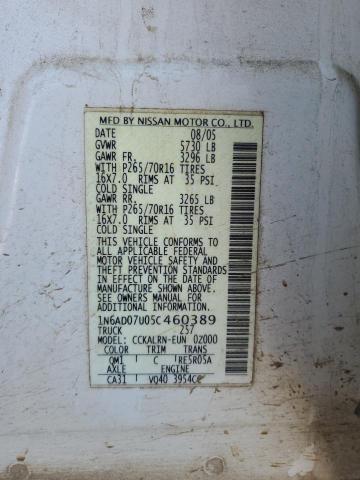 MFD BY NISSAN MOTOR CO., LTD.
DATE 08/05
GVWR 5730 LB
GAWR FR. 3296 LB
WITH P265/70R16 TIRES
16X7.0 RIMS AT 35 PSI
COLD SINGLE
GAWR RR. 3265 LB
WITH P265/70R16 TIRES
16X7.0 RIMS AT 35 PSI
COLD SINGLE
THIS VEHICLE CONFORMS TO
ALL APPLICABLE FEDERAL
MOTOR VEHICLE SAFETY AND
THEFT PREVENTION STANDARDS
IN EFFECT ON THE DATE OF
MANUFACTURE SHOWN ABOVE.
SEE OWNERS MANUAL FOR
ADDITIONAL INFORMATION.
1N6AD07U05C460389
TRUCK 257
MODEL: CCKALRN-EUN 02000
COLOR TRIM TRANS
QM1 C RE5R05A
AXLE ENGINE
CA31 VQ40 3954CC